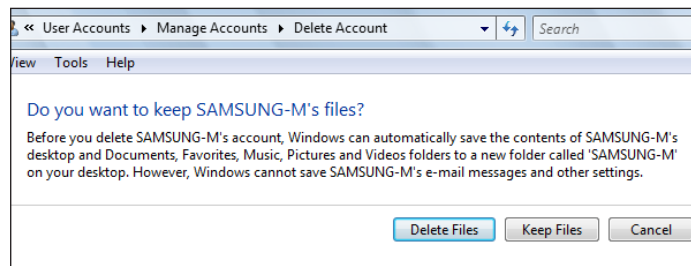 « User Accounts ▸ Manage Accounts ▸ Delete Account Search
View Tools Help
Do you want to keep SAMSUNG-M's files?
Before you delete SAMSUNG-M's account, Windows can automatically save the contents of SAMSUNG-M's
desktop and Documents, Favorites, Music, Pictures and Videos folders to a new folder called 'SAMSUNG-M'
on your desktop. However, Windows cannot save SAMSUNG-M's e-mail messages and other settings.
Delete Files Keep Files Cancel